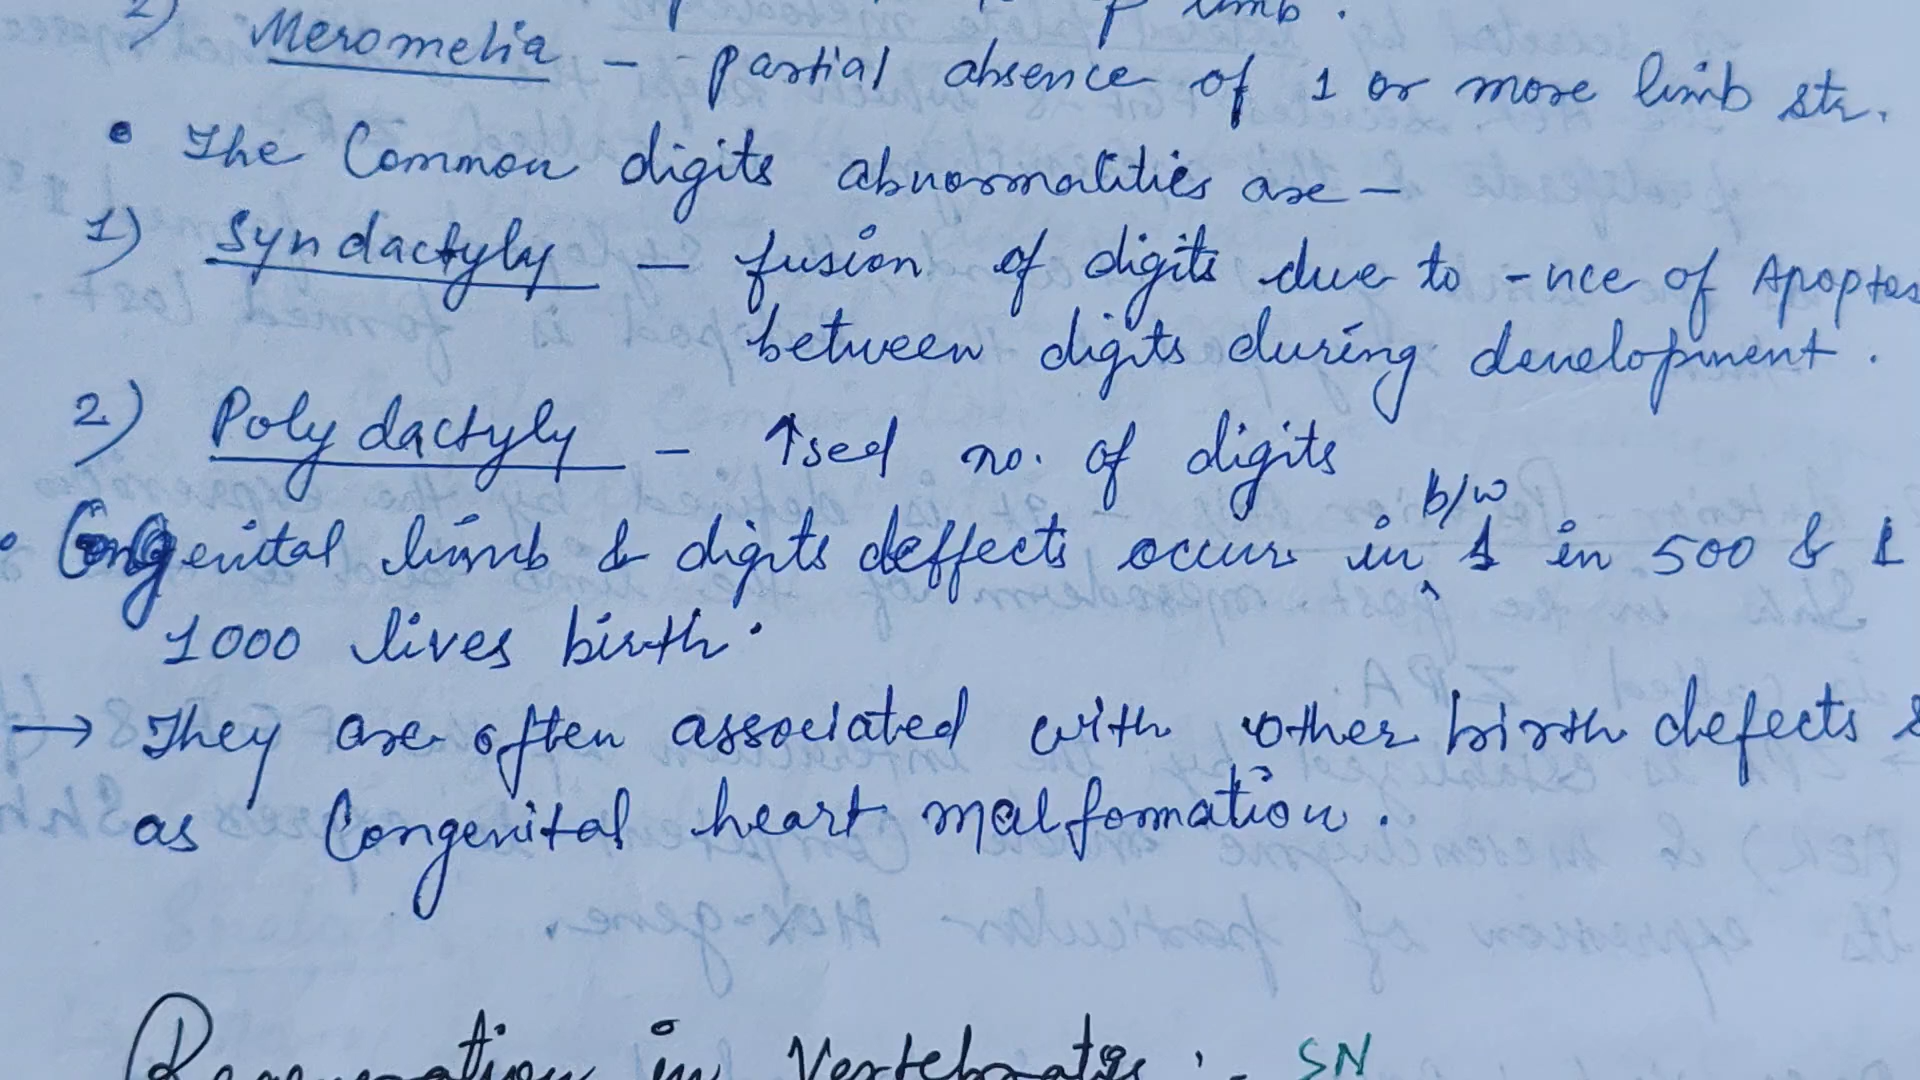 2) limb.
Meromelia – partial absence of 1 or more limb str.
• The Common digits abnormalities are –
1) Syndactyly – fusion of digits due to -nce of Apoptos
between digits during development.
2) Polydactyly – ↑sed no. of digits
b/w
• Congenital limb & digits deffects occurs in ^ 1 in 500 & 1
1000 lives birth.
→ They are often associated with other birth defects s
as Congenital heart malformation.
Regeneration in Vertebrates : - SN